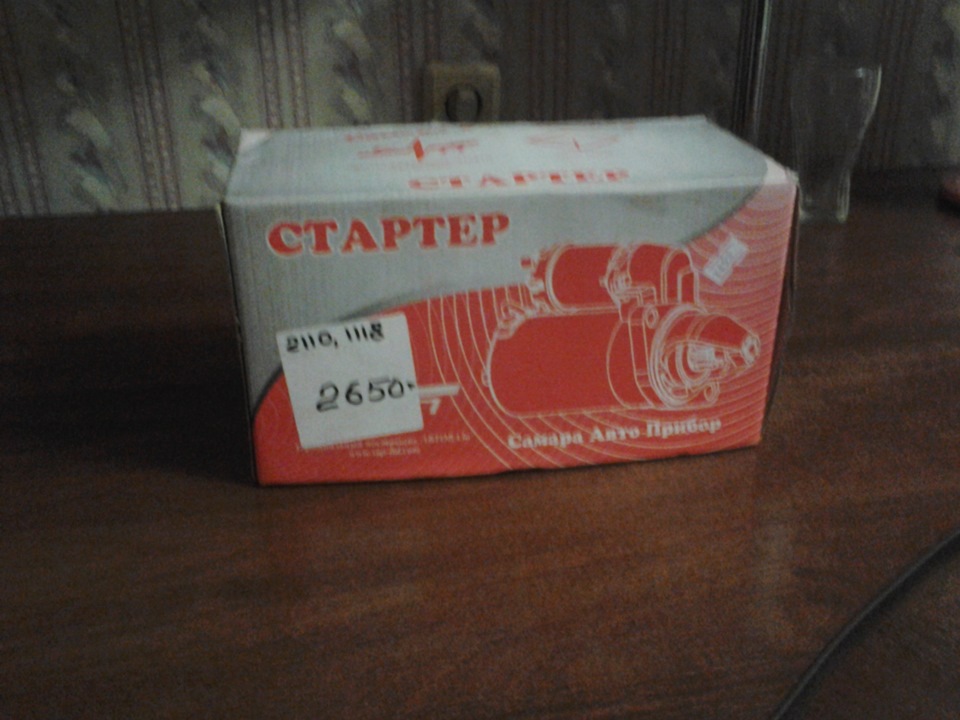 СТАРТЕР
СТАРТЕР
2110, 1118
2650-
Самара Авто-Прибор